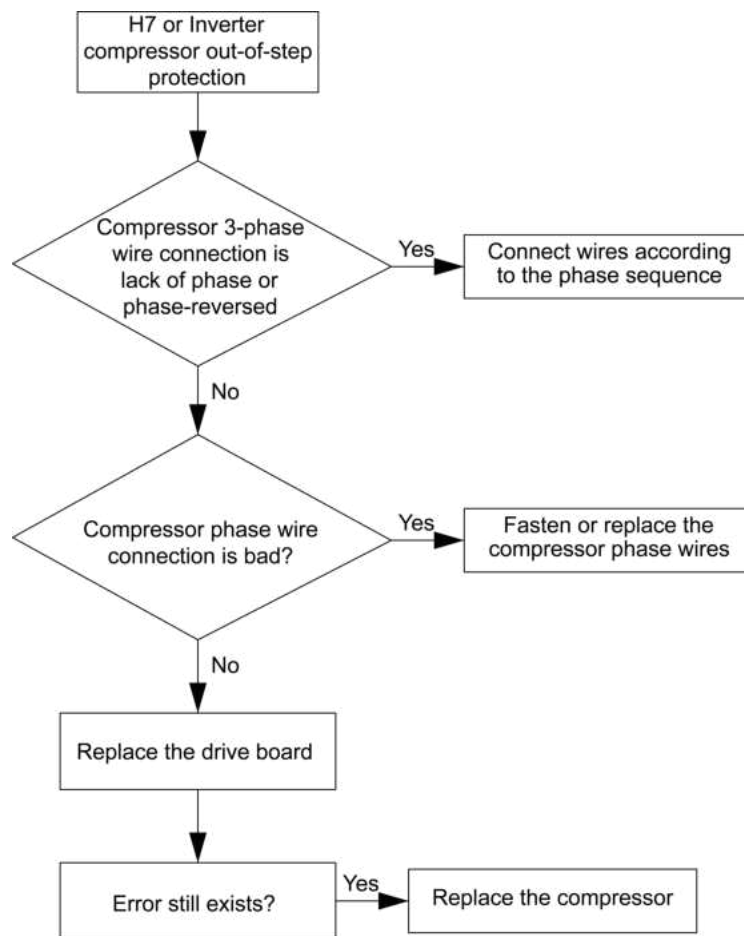 H7 or Inverter
compressor out-of-step
protection
Compressor 3-phase
wire connection is
lack of phase or
phase-reversed
Yes
Connect wires according
to the phase sequence
No
Compressor phase wire
connection is bad?
Yes
Fasten or replace the
compressor phase wires
No
Replace the drive board
Error still exists?
Yes
Replace the compressor